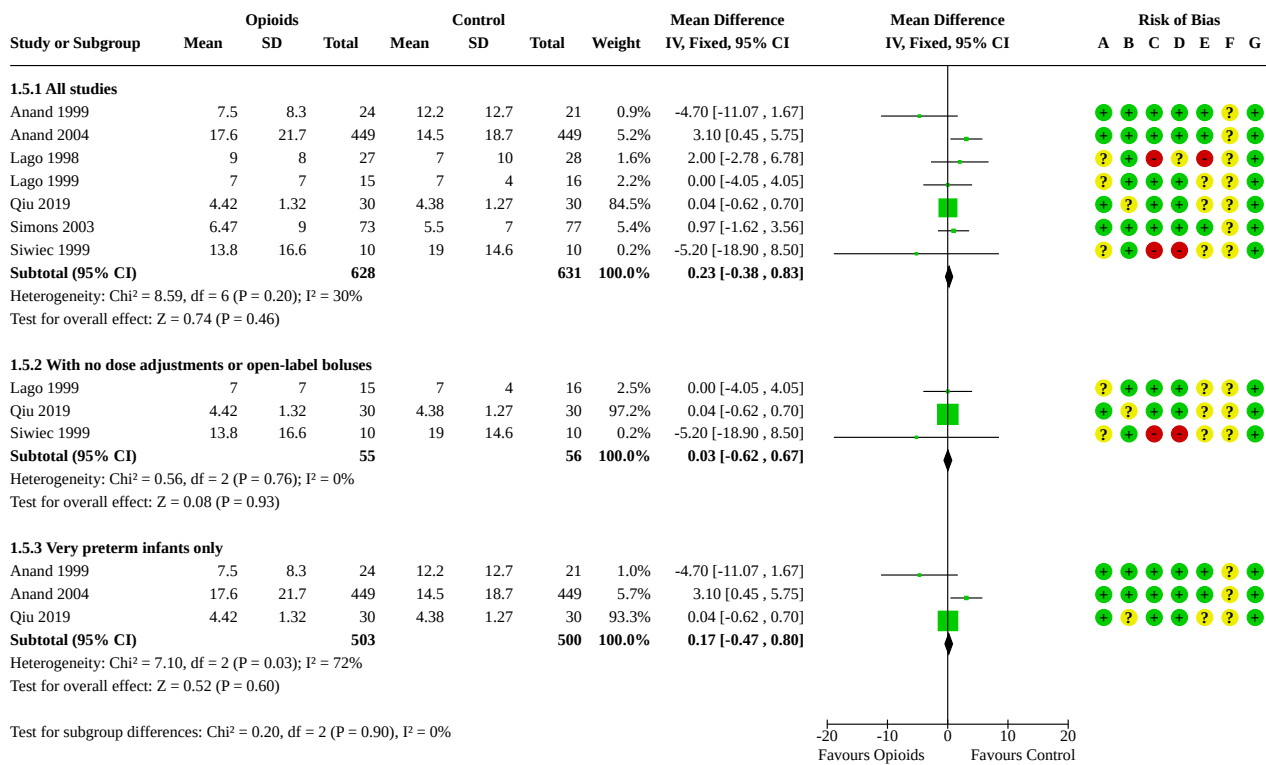 Opioids Control Mean Difference Mean Difference Risk of Bias
Study or Subgroup Mean SD Total Mean SD Total Weight IV, Fixed, 95% CI IV, Fixed, 95% CI A B C D E F G
1.5.1 All studies
Anand 1999 7.5 8.3 24 12.2 12.7 21 0.9% -4.70 [-11.07 , 1.67] + + + + + ? +
Anand 2004 17.6 21.7 449 14.5 18.7 449 5.2% 3.10 [0.45 , 5.75] + + + + + ? +
Lago 1998 9 8 27 7 10 28 1.6% 2.00 [-2.78 , 6.78] ? + - ? - ? +
Lago 1999 7 7 15 7 4 16 2.2% 0.00 [-4.05 , 4.05] ? + + + ? ? +
Qiu 2019 4.42 1.32 30 4.38 1.27 30 84.5% 0.04 [-0.62 , 0.70] + ? + + ? ? +
Simons 2003 6.47 9 73 5.5 7 77 5.4% 0.97 [-1.62 , 3.56] + + + + + ? +
Siwiec 1999 13.8 16.6 10 19 14.6 10 0.2% -5.20 [-18.90 , 8.50] ? + - - ? ? +
Subtotal (95% CI) 628 631 100.0% 0.23 [-0.38 , 0.83]
Heterogeneity: Chi² = 8.59, df = 6 (P = 0.20); I² = 30%
Test for overall effect: Z = 0.74 (P = 0.46)
1.5.2 With no dose adjustments or open-label boluses
Lago 1999 7 7 15 7 4 16 2.5% 0.00 [-4.05 , 4.05] ? + + + ? ? +
Qiu 2019 4.42 1.32 30 4.38 1.27 30 97.2% 0.04 [-0.62 , 0.70] + ? + + ? ? +
Siwiec 1999 13.8 16.6 10 19 14.6 10 0.2% -5.20 [-18.90 , 8.50] ? + - - ? ? +
Subtotal (95% CI) 55 56 100.0% 0.03 [-0.62 , 0.67]
Heterogeneity: Chi² = 0.56, df = 2 (P = 0.76); I² = 0%
Test for overall effect: Z = 0.08 (P = 0.93)
1.5.3 Very preterm infants only
Anand 1999 7.5 8.3 24 12.2 12.7 21 1.0% -4.70 [-11.07 , 1.67] + + + + + ? +
Anand 2004 17.6 21.7 449 14.5 18.7 449 5.7% 3.10 [0.45 , 5.75] + + + + + ? +
Qiu 2019 4.42 1.32 30 4.38 1.27 30 93.3% 0.04 [-0.62 , 0.70] + ? + + ? ? +
Subtotal (95% CI) 503 500 100.0% 0.17 [-0.47 , 0.80]
Heterogeneity: Chi² = 7.10, df = 2 (P = 0.03); I² = 72%
Test for overall effect: Z = 0.52 (P = 0.60)
Test for subgroup differences: Chi² = 0.20, df = 2 (P = 0.90), I² = 0%
-20 -10 0 10 20
Favours Opioids Favours Control